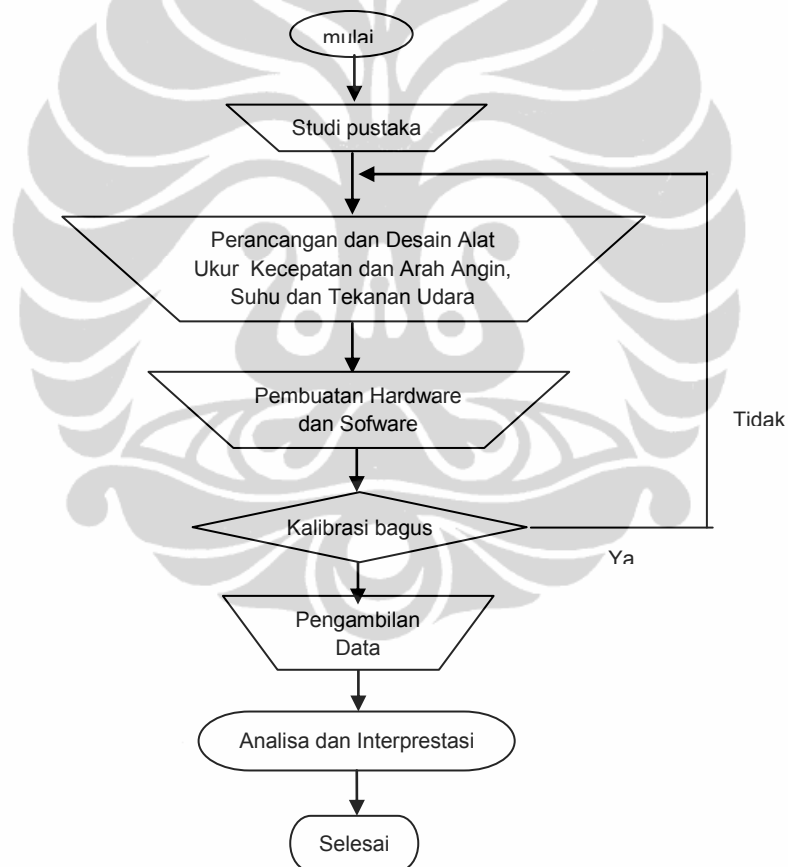 mulai
Studi pustaka
Perancangan dan Desain Alat
Ukur Kecepatan dan Arah Angin,
Suhu dan Tekanan Udara
Pembuatan Hardware
dan Sofware
Tidak
Kalibrasi bagus
Ya
Pengambilan
Data
Analisa dan Interprestasi
Selesai